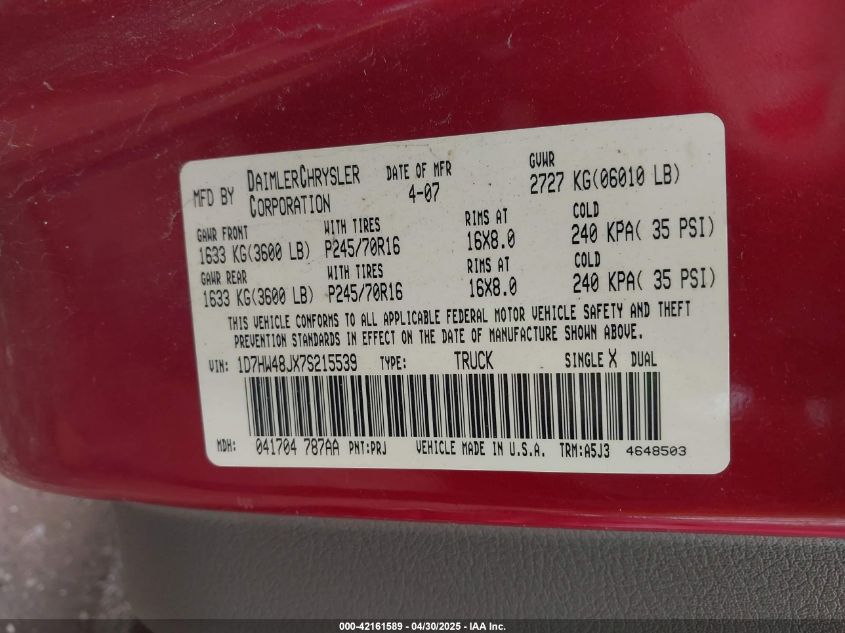 MFD BY DAIMLERCHRYSLER CORPORATION DATE OF MFR 4-07 GVWR 2727 KG(06010 LB)
GAWR FRONT WITH TIRES RIMS AT COLD
1633 KG(3600 LB) P245/70R16 16X8.0 240 KPA( 35 PSI)
GAWR REAR WITH TIRES RIMS AT COLD
1633 KG(3600 LB) P245/70R16 16X8.0 240 KPA( 35 PSI)
THIS VEHICLE CONFORMS TO ALL APPLICABLE FEDERAL MOTOR VEHICLE SAFETY AND THEFT
PREVENTION STANDARDS IN EFFECT ON THE DATE OF MANUFACTURE SHOWN ABOVE.
VIN: 1D7HW48JX7S215539 TYPE: TRUCK SINGLE X DUAL
MDH: 041704 787AA PNT:PRJ VEHICLE MADE IN U.S.A. TRM:A5J3 4648503
000-42161589 - 04/30/2025 - IAA Inc.